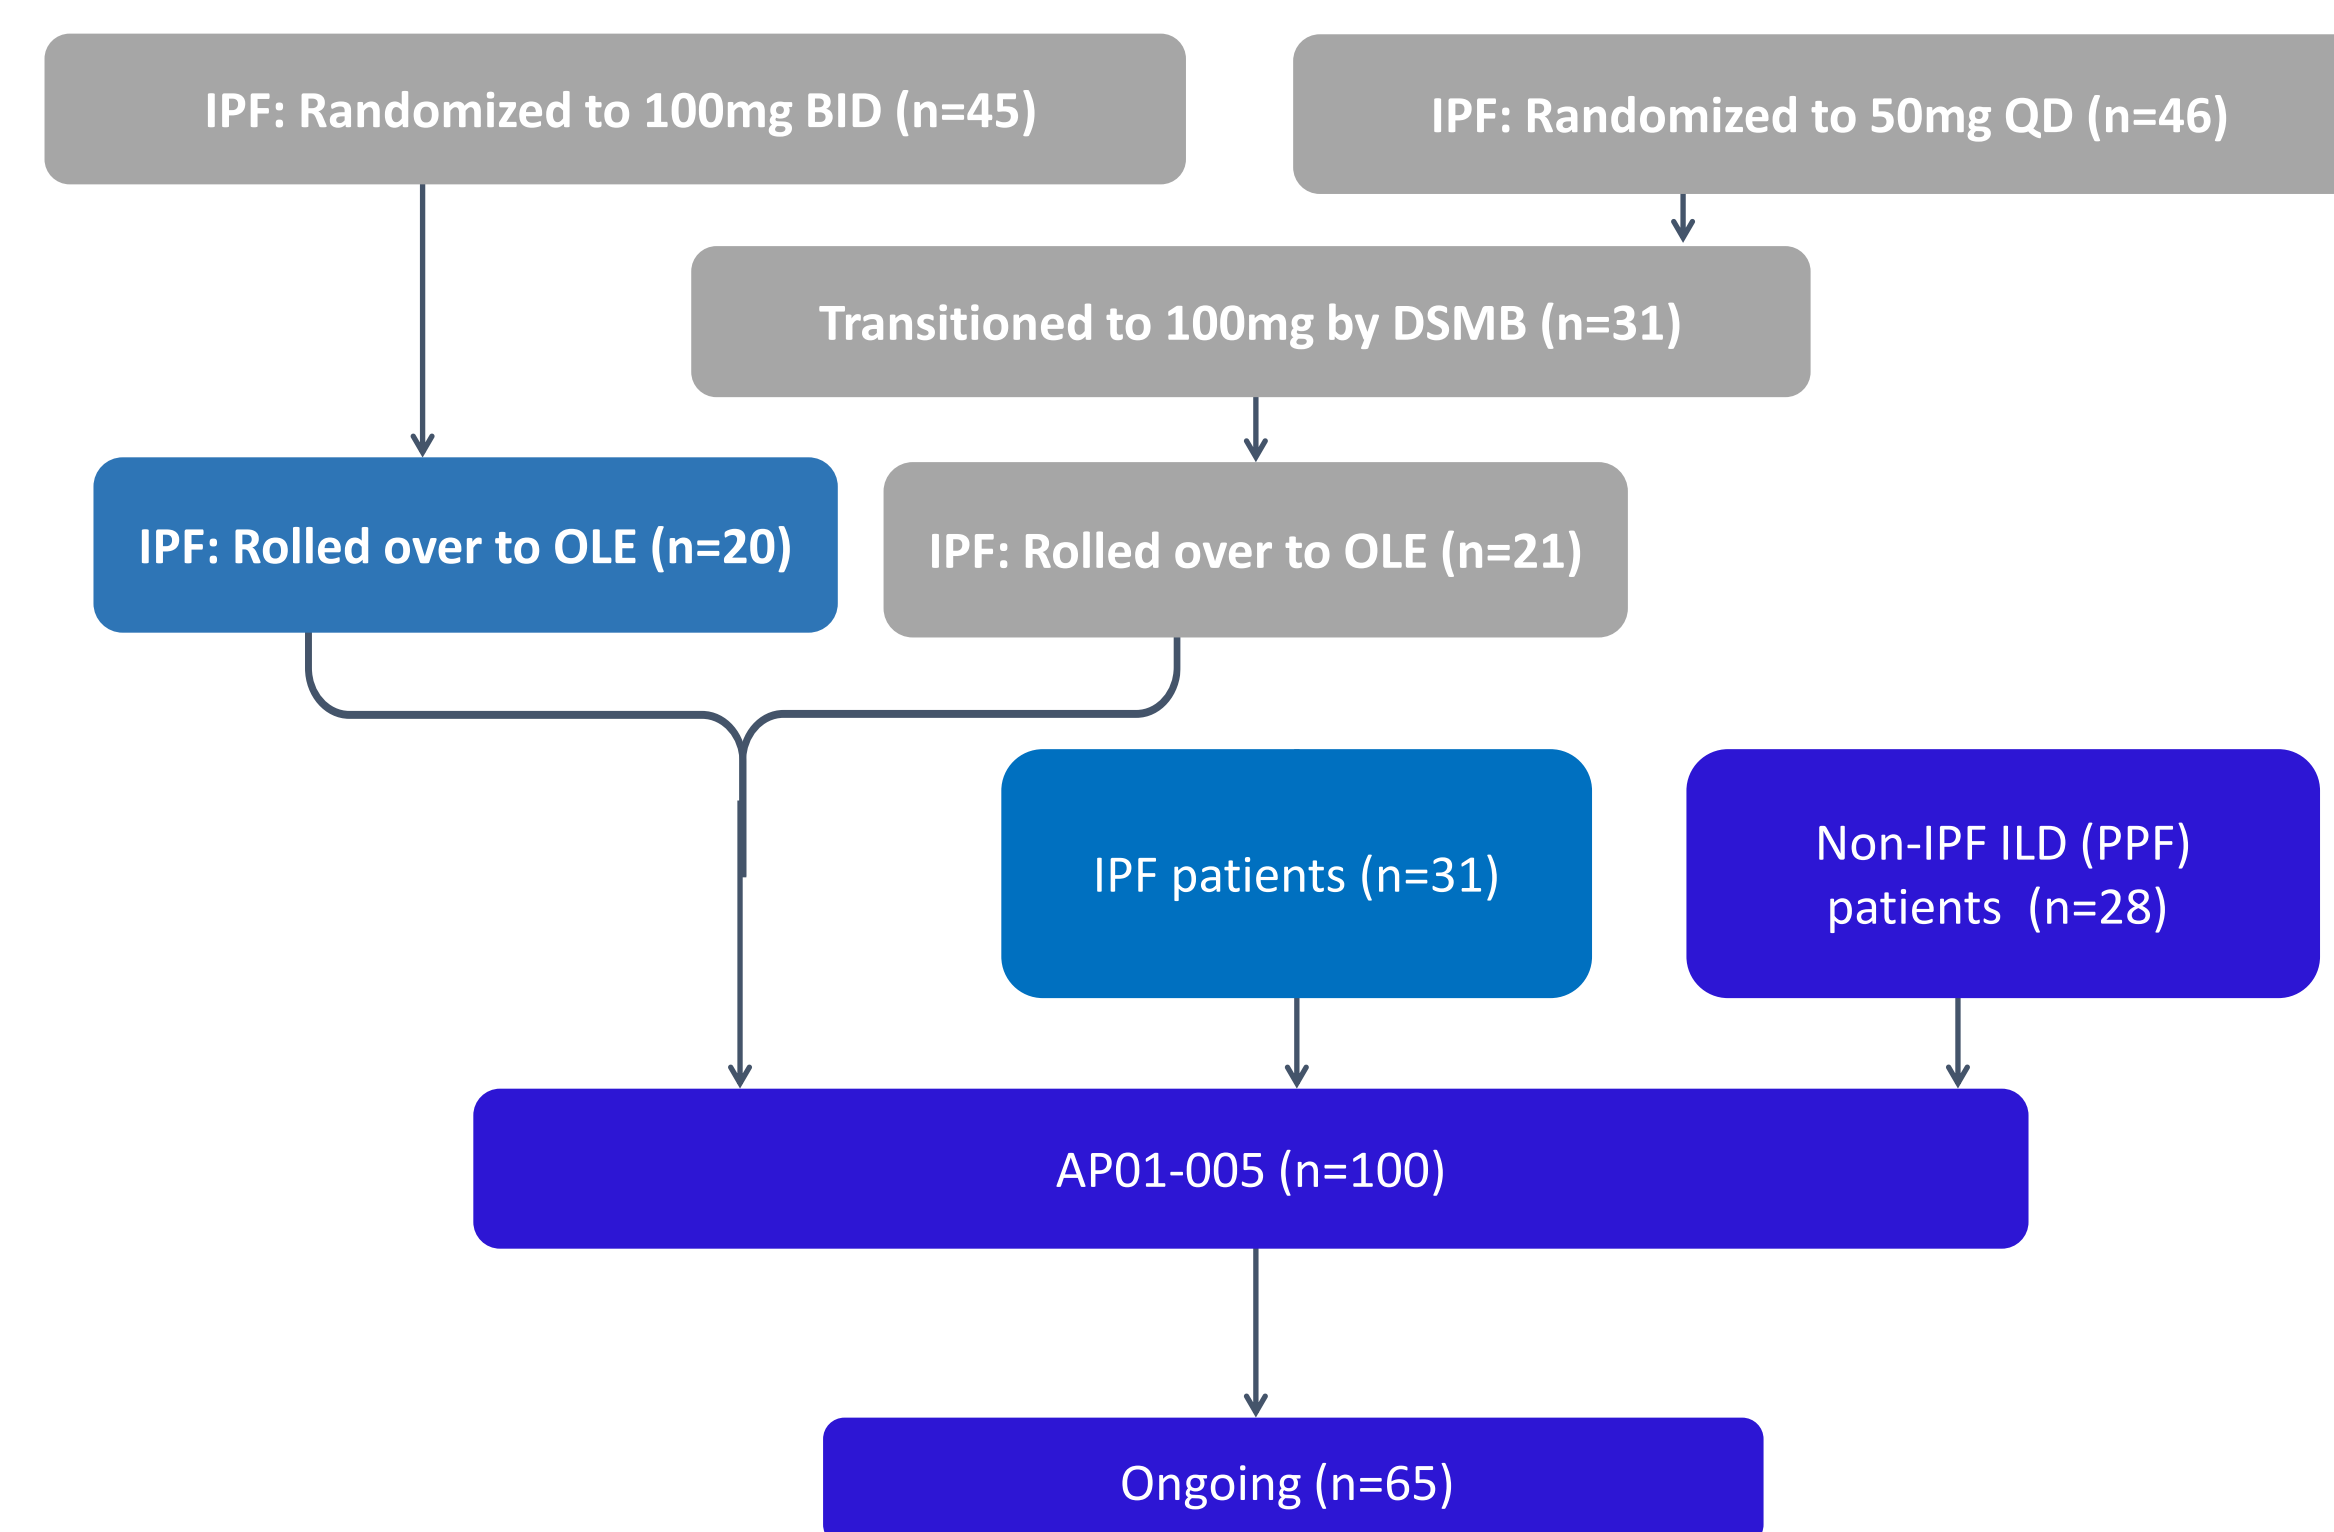 IPF: Randomized to 100mg BID (n=45)
IPF: Randomized to 50mg QD (n=46)
Transitioned to 100mg by DSMB (n=31)
IPF: Rolled over to OLE (n=20)
IPF: Rolled over to OLE (n=21)
IPF patients (n=31)
Non-IPF ILD (PPF)
patients (n=28)
AP01-005 (n=100)
Ongoing (n=65)